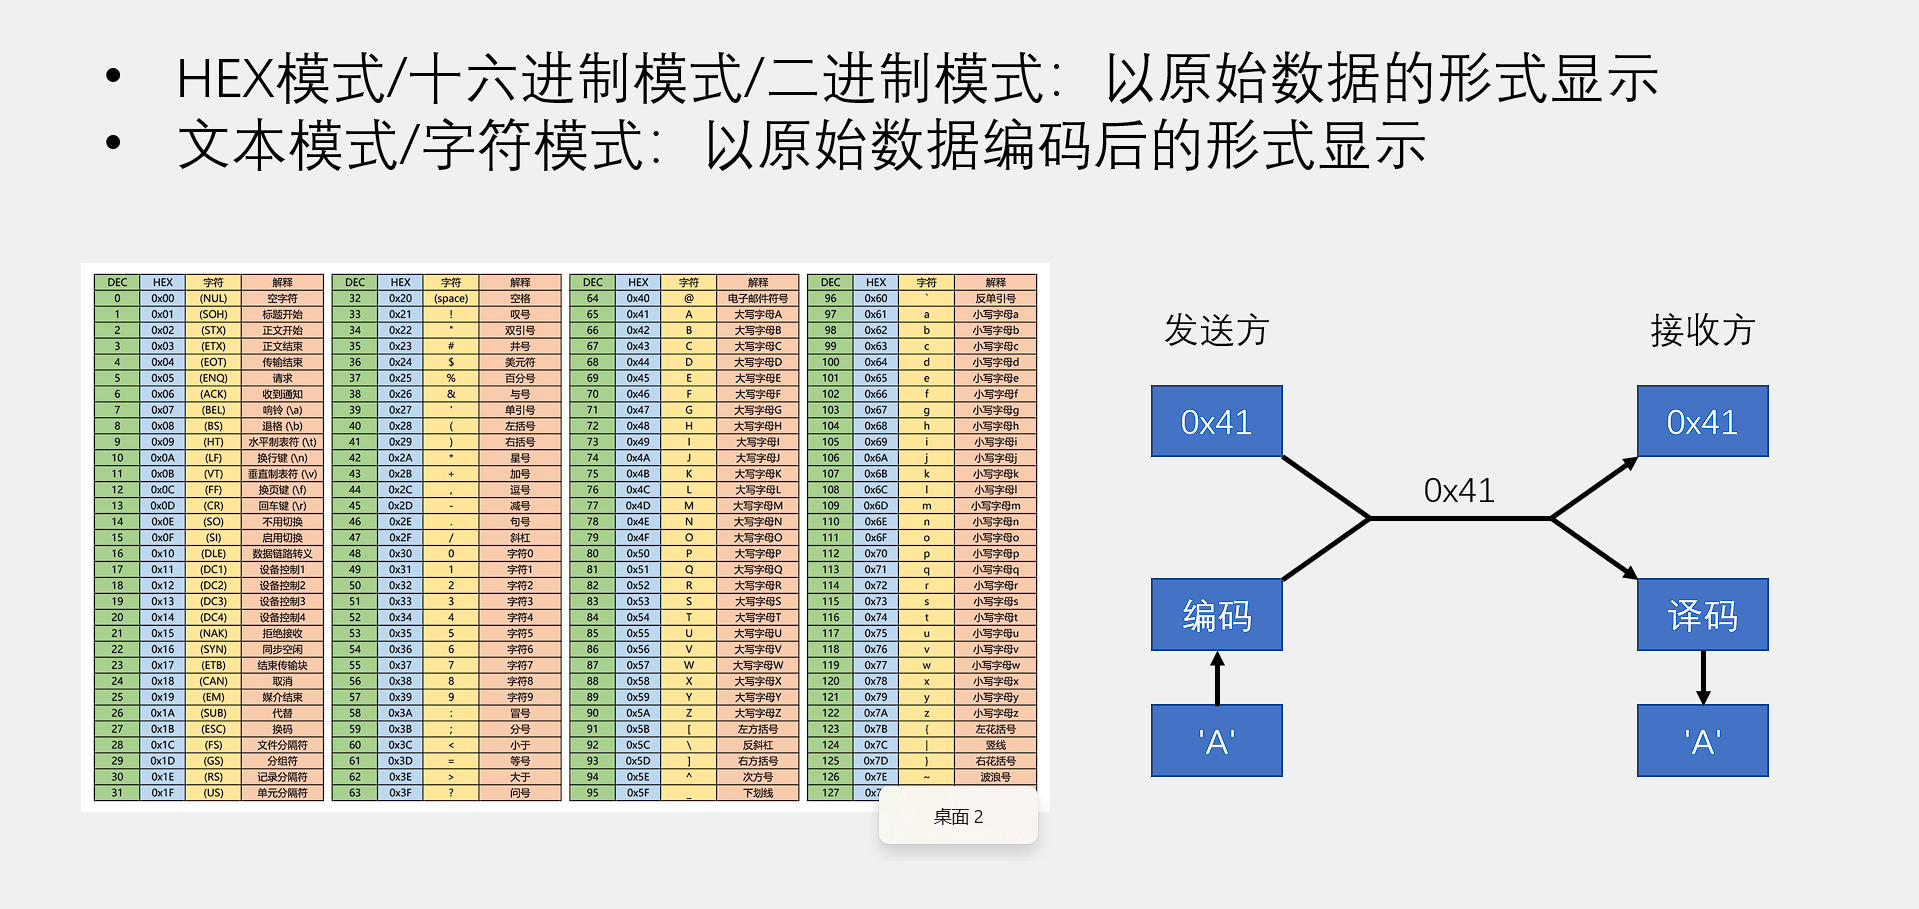 • HEX模式/十六进制模式/二进制模式：以原始数据的形式显示
• 文本模式/字符模式：以原始数据编码后的形式显示
DEC HEX 字符 解释 DEC HEX 字符 解释 DEC HEX 字符 解释 DEC HEX 字符 解释
0 0x00 (NUL) 空字符 32 0x20 (space) 空格 64 0x40 @ 电子邮件符号 96 0x60 ` 反单引号
1 0x01 (SOH) 标题开始 33 0x21 ! 叹号 65 0x41 A 大写字母A 97 0x61 a 小写字母a
2 0x02 (STX) 正文开始 34 0x22 " 双引号 66 0x42 B 大写字母B 98 0x62 b 小写字母b
3 0x03 (ETX) 正文结束 35 0x23 # 井号 67 0x43 C 大写字母C 99 0x63 c 小写字母c
4 0x04 (EOT) 传输结束 36 0x24 $ 美元符 68 0x44 D 大写字母D 100 0x64 d 小写字母d
5 0x05 (ENQ) 请求 37 0x25 % 百分号 69 0x45 E 大写字母E 101 0x65 e 小写字母e
6 0x06 (ACK) 收到通知 38 0x26 & 与号 70 0x46 F 大写字母F 102 0x66 f 小写字母f
7 0x07 (BEL) 响铃 (\a) 39 0x27 ' 单引号 71 0x47 G 大写字母G 103 0x67 g 小写字母g
8 0x08 (BS) 退格 (\b) 40 0x28 ( 左括号 72 0x48 H 大写字母H 104 0x68 h 小写字母h
9 0x09 (HT) 水平制表符 (\t) 41 0x29 ) 右括号 73 0x49 I 大写字母I 105 0x69 i 小写字母i
10 0x0A (LF) 换行键 (\n) 42 0x2A * 星号 74 0x4A J 大写字母J 106 0x6A j 小写字母j
11 0x0B (VT) 垂直制表符 (\v) 43 0x2B + 加号 75 0x4B K 大写字母K 107 0x6B k 小写字母k
12 0x0C (FF) 换页键 (\f) 44 0x2C , 逗号 76 0x4C L 大写字母L 108 0x6C l 小写字母l
13 0x0D (CR) 回车键 (\r) 45 0x2D - 减号 77 0x4D M 大写字母M 109 0x6D m 小写字母m
14 0x0E (SO) 不用切换 46 0x2E . 句号 78 0x4E N 大写字母N 110 0x6E n 小写字母n
15 0x0F (SI) 启用切换 47 0x2F / 斜杠 79 0x4F O 大写字母O 111 0x6F o 小写字母o
16 0x10 (DLE) 数据链路转义 48 0x30 0 字符0 80 0x50 P 大写字母P 112 0x70 p 小写字母p
17 0x11 (DC1) 设备控制1 49 0x31 1 字符1 81 0x51 Q 大写字母Q 113 0x71 q 小写字母q
18 0x12 (DC2) 设备控制2 50 0x32 2 字符2 82 0x52 R 大写字母R 114 0x72 r 小写字母r
19 0x13 (DC3) 设备控制3 51 0x33 3 字符3 83 0x53 S 大写字母S 115 0x73 s 小写字母s
20 0x14 (DC4) 设备控制4 52 0x34 4 字符4 84 0x54 T 大写字母T 116 0x74 t 小写字母t
21 0x15 (NAK) 拒绝接收 53 0x35 5 字符5 85 0x55 U 大写字母U 117 0x75 u 小写字母u
22 0x16 (SYN) 同步空闲 54 0x36 6 字符6 86 0x56 V 大写字母V 118 0x76 v 小写字母v
23 0x17 (ETB) 结束传输块 55 0x37 7 字符7 87 0x57 W 大写字母W 119 0x77 w 小写字母w
24 0x18 (CAN) 取消 56 0x38 8 字符8 88 0x58 X 大写字母X 120 0x78 x 小写字母x
25 0x19 (EM) 媒介结束 57 0x39 9 字符9 89 0x59 Y 大写字母Y 121 0x79 y 小写字母y
26 0x1A (SUB) 代替 58 0x3A : 冒号 90 0x5A Z 大写字母Z 122 0x7A z 小写字母z
27 0x1B (ESC) 换码 59 0x3B ; 分号 91 0x5B [ 左方括号 123 0x7B { 左花括号
28 0x1C (FS) 文件分隔符 60 0x3C < 小于 92 0x5C \ 反斜杠 124 0x7C | 竖线
29 0x1D (GS) 分组符 61 0x3D = 等号 93 0x5D ] 右方括号 125 0x7D } 右花括号
30 0x1E (RS) 记录分隔符 62 0x3E > 大于 94 0x5E ^ 次方号 126 0x7E ~ 波浪号
31 0x1F (US) 单元分隔符 63 0x3F ? 问号 95 0x5F _ 下划线 127
桌面 2
发送方 接收方
0x41 0x41
0x41
编码 译码
'A' 'A'